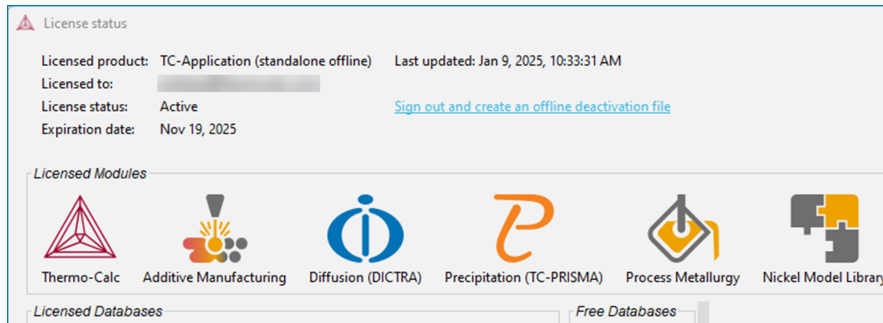 License status
Licensed product: TC-Application (standalone offline) Last updated: Jan 9, 2025, 10:33:31 AM
Licensed to:
License status: Active Sign out and create an offline deactivation file
Expiration date: Nov 19, 2025
Licensed Modules
Thermo-Calc Additive Manufacturing Diffusion (DICTRA) Precipitation (TC-PRISMA) Process Metallurgy Nickel Model Library
Licensed Databases Free Databases